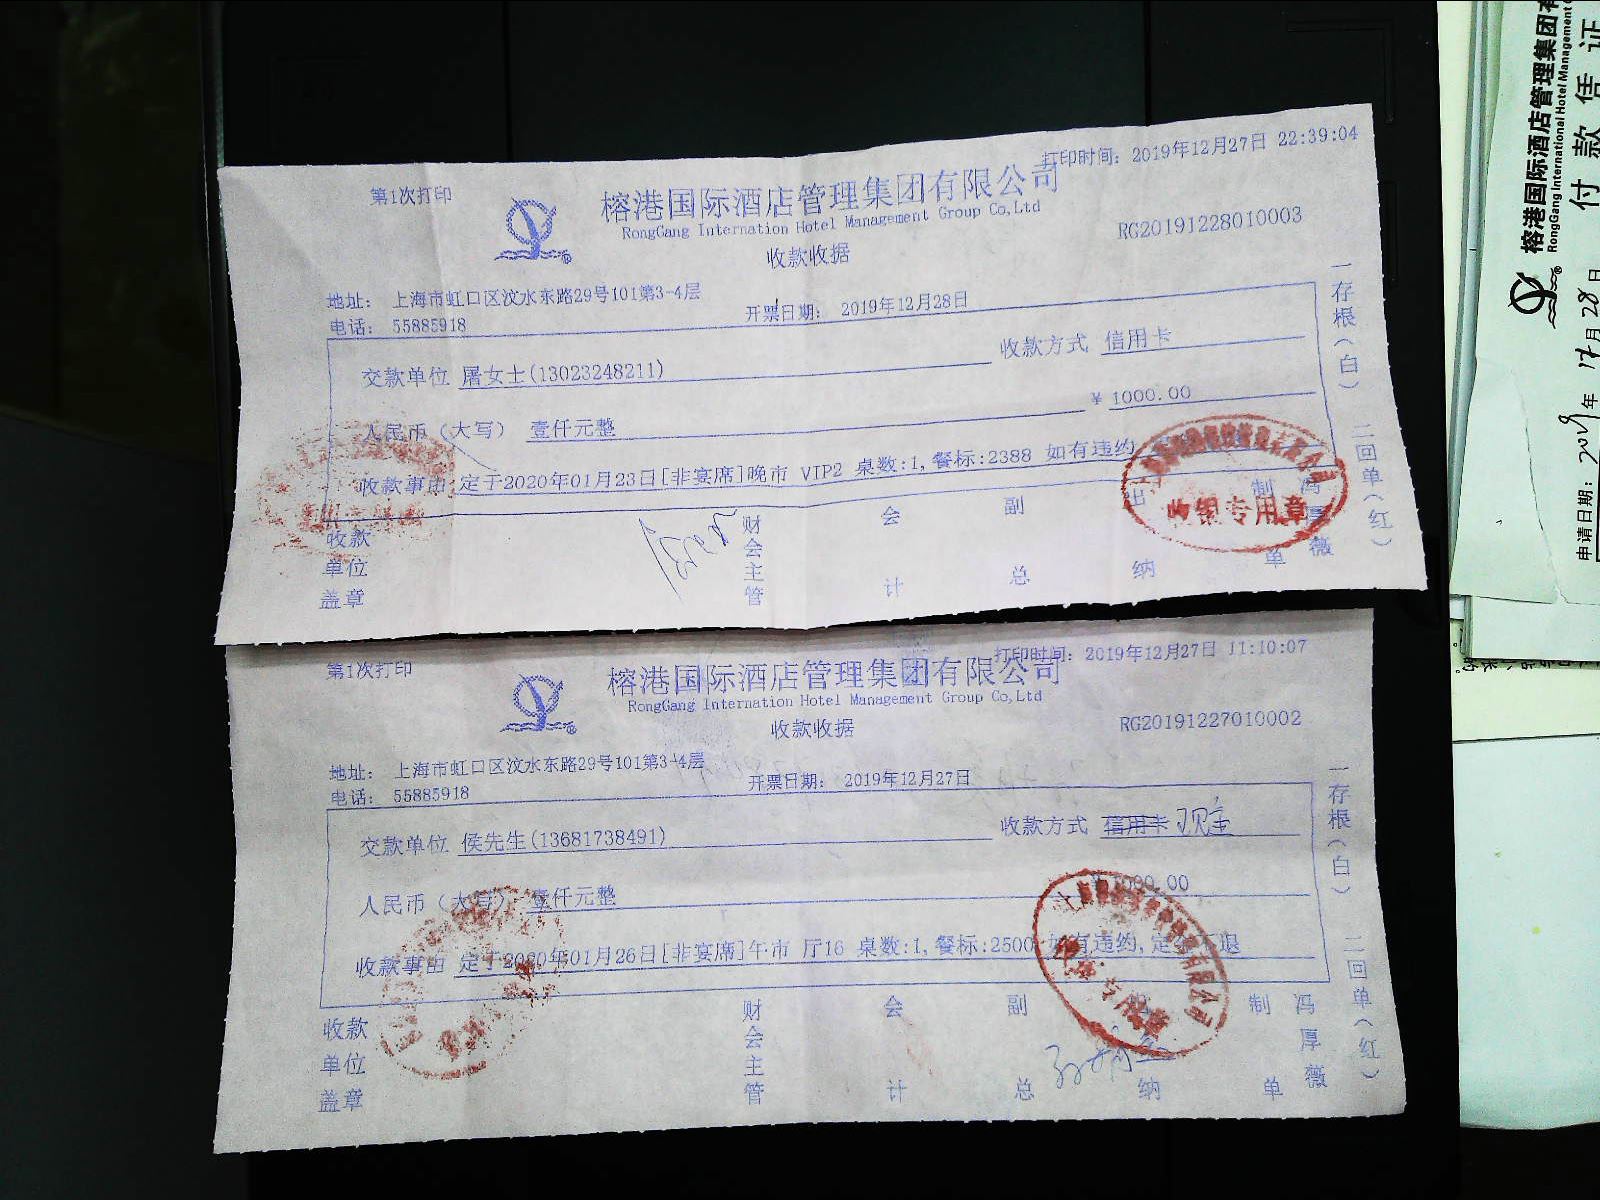 第1次打印
打印时间: 2019年12月27日 22:39:04
榕港国际酒店管理集团有限公司
RongGang Internation Hotel Management Group Co,Ltd
RG20191228010003
收款收据
地址: 上海市虹口区汶水东路29号101第3-4层
电话: 55885918
开票日期: 2019年12月28日
交款单位 屠女士(13023248211)
收款方式 信用卡
人民币（大写） 壹仟元整
¥ 1000.00
收款事由 定于2020年01月23日[非宴席]晚市 VIP2 桌数:1,餐标:2388 如有违约
收款单位盖章
财会主管
会计
副总
出纳
制单
冯厚薇
收银专用章
一存根（白） 二回单（红）
第1次打印
打印时间: 2019年12月27日 11:10:07
榕港国际酒店管理集团有限公司
RongGang Internation Hotel Management Group Co,Ltd
RG20191227010002
收款收据
地址: 上海市虹口区汶水东路29号101第3-4层
电话: 55885918
开票日期: 2019年12月27日
交款单位 侯先生(13681738491)
收款方式 信用卡 现金
人民币（大写） 壹仟元整
¥ 1000.00
收款事由 定于2020年01月26日[非宴席]午市 厅16 桌数:1,餐标:2500 如有违约,定金不退
收款单位盖章
财会主管
会计
副总
纳
制单
冯厚薇
专用章
一存根（白） 二回单（红）
榕港国际酒店管理集团有
RongGang International Hotel Management
付款凭证
申请日期: 2019年12月28日